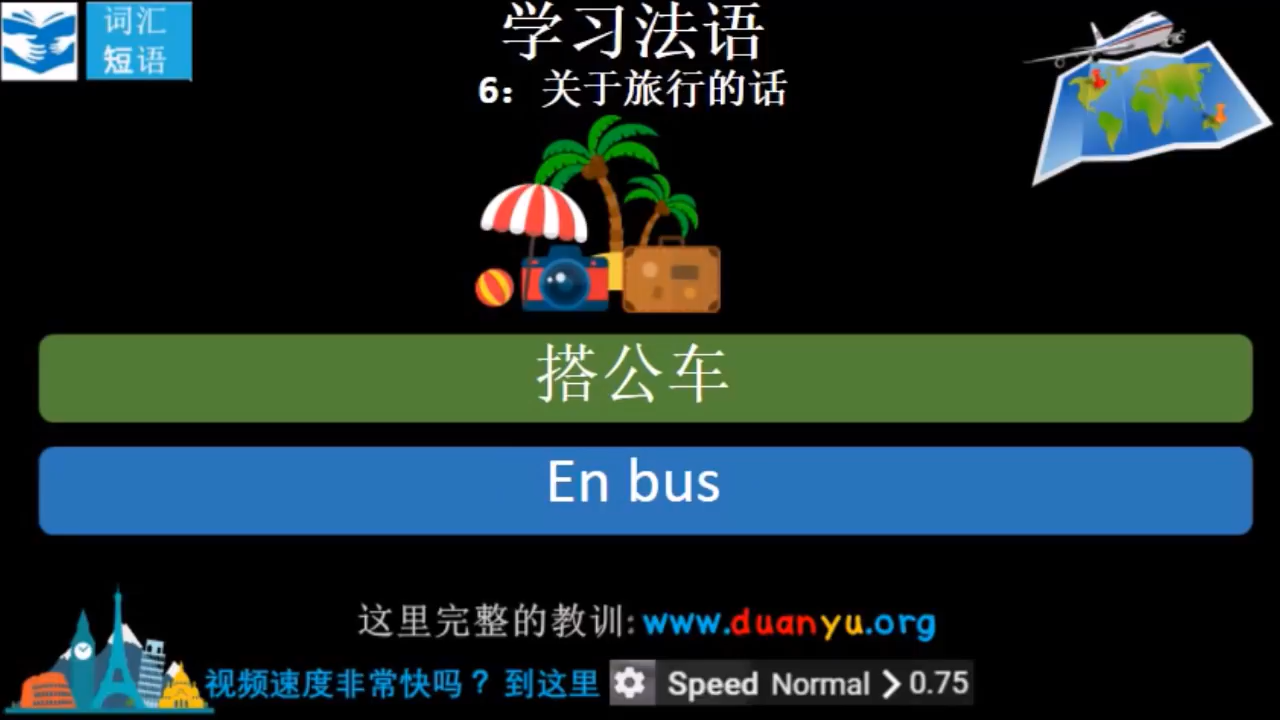 词汇
短语
学习法语
6：关于旅行的话
搭公车
En bus
这里完整的教训: www.duanyu.org
视频速度非常快吗？ 到这里 Speed Normal > 0.75